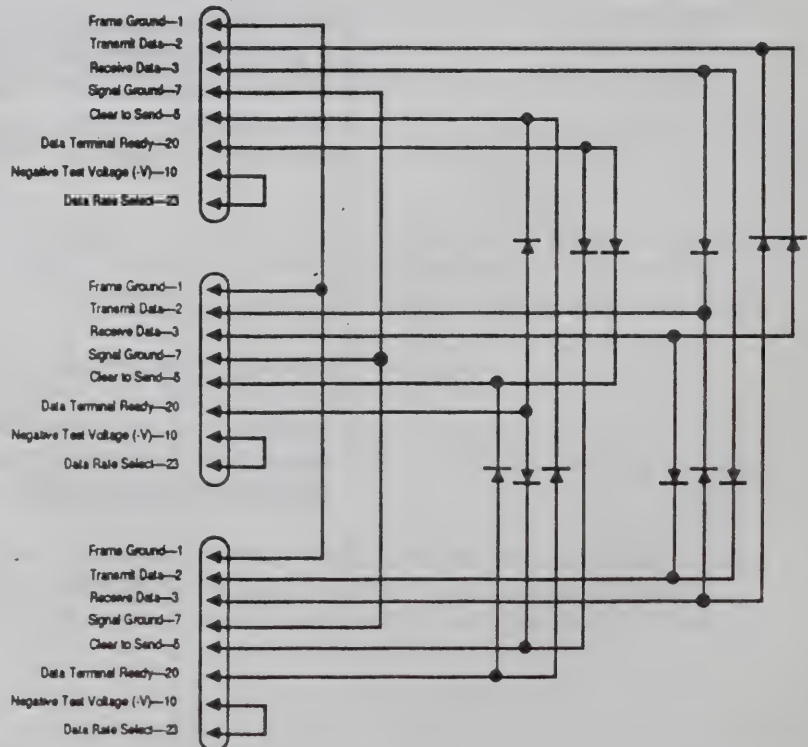 Frame Ground—1
Transmit Data—2
Receive Data—3
Signal Ground—7
Clear to Send—5
Data Terminal Ready—20
Negative Test Voltage (-V)—10
Data Rate Select—23
Frame Ground—1
Transmit Data—2
Receive Data—3
Signal Ground—7
Clear to Send—5
Data Terminal Ready—20
Negative Test Voltage (-V)—10
Data Rate Select—23
Frame Ground—1
Transmit Data—2
Receive Data—3
Signal Ground—7
Clear to Send—5
Data Terminal Ready—20
Negative Test Voltage (-V)—10
Data Rate Select—23